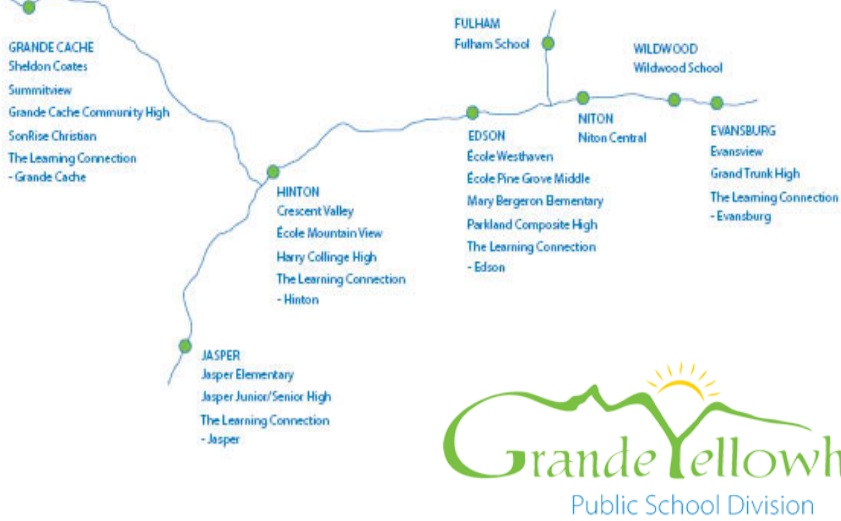 GRANDE CACHE
Sheldon Coates
Summitview
Grande Cache Community High
SonRise Christian
The Learning Connection
- Grande Cache
HINTON
Crescent Valley
École Mountain View
Harry Collinge High
The Learning Connection
- Hinton
JASPER
Jasper Elementary
Jasper Junior/Senior High
The Learning Connection
- Jasper
FULHAM
Fulham School
EDSON
École Westhaven
École Pine Grove Middle
Mary Bergeron Elementary
Parkland Composite High
The Learning Connection
- Edson
NITON
Niton Central
WILDWOOD
Wildwood School
EVANSBURG
Evansview
Grand Trunk High
The Learning Connection
- Evansburg
Grande Yellowh
Public School Division